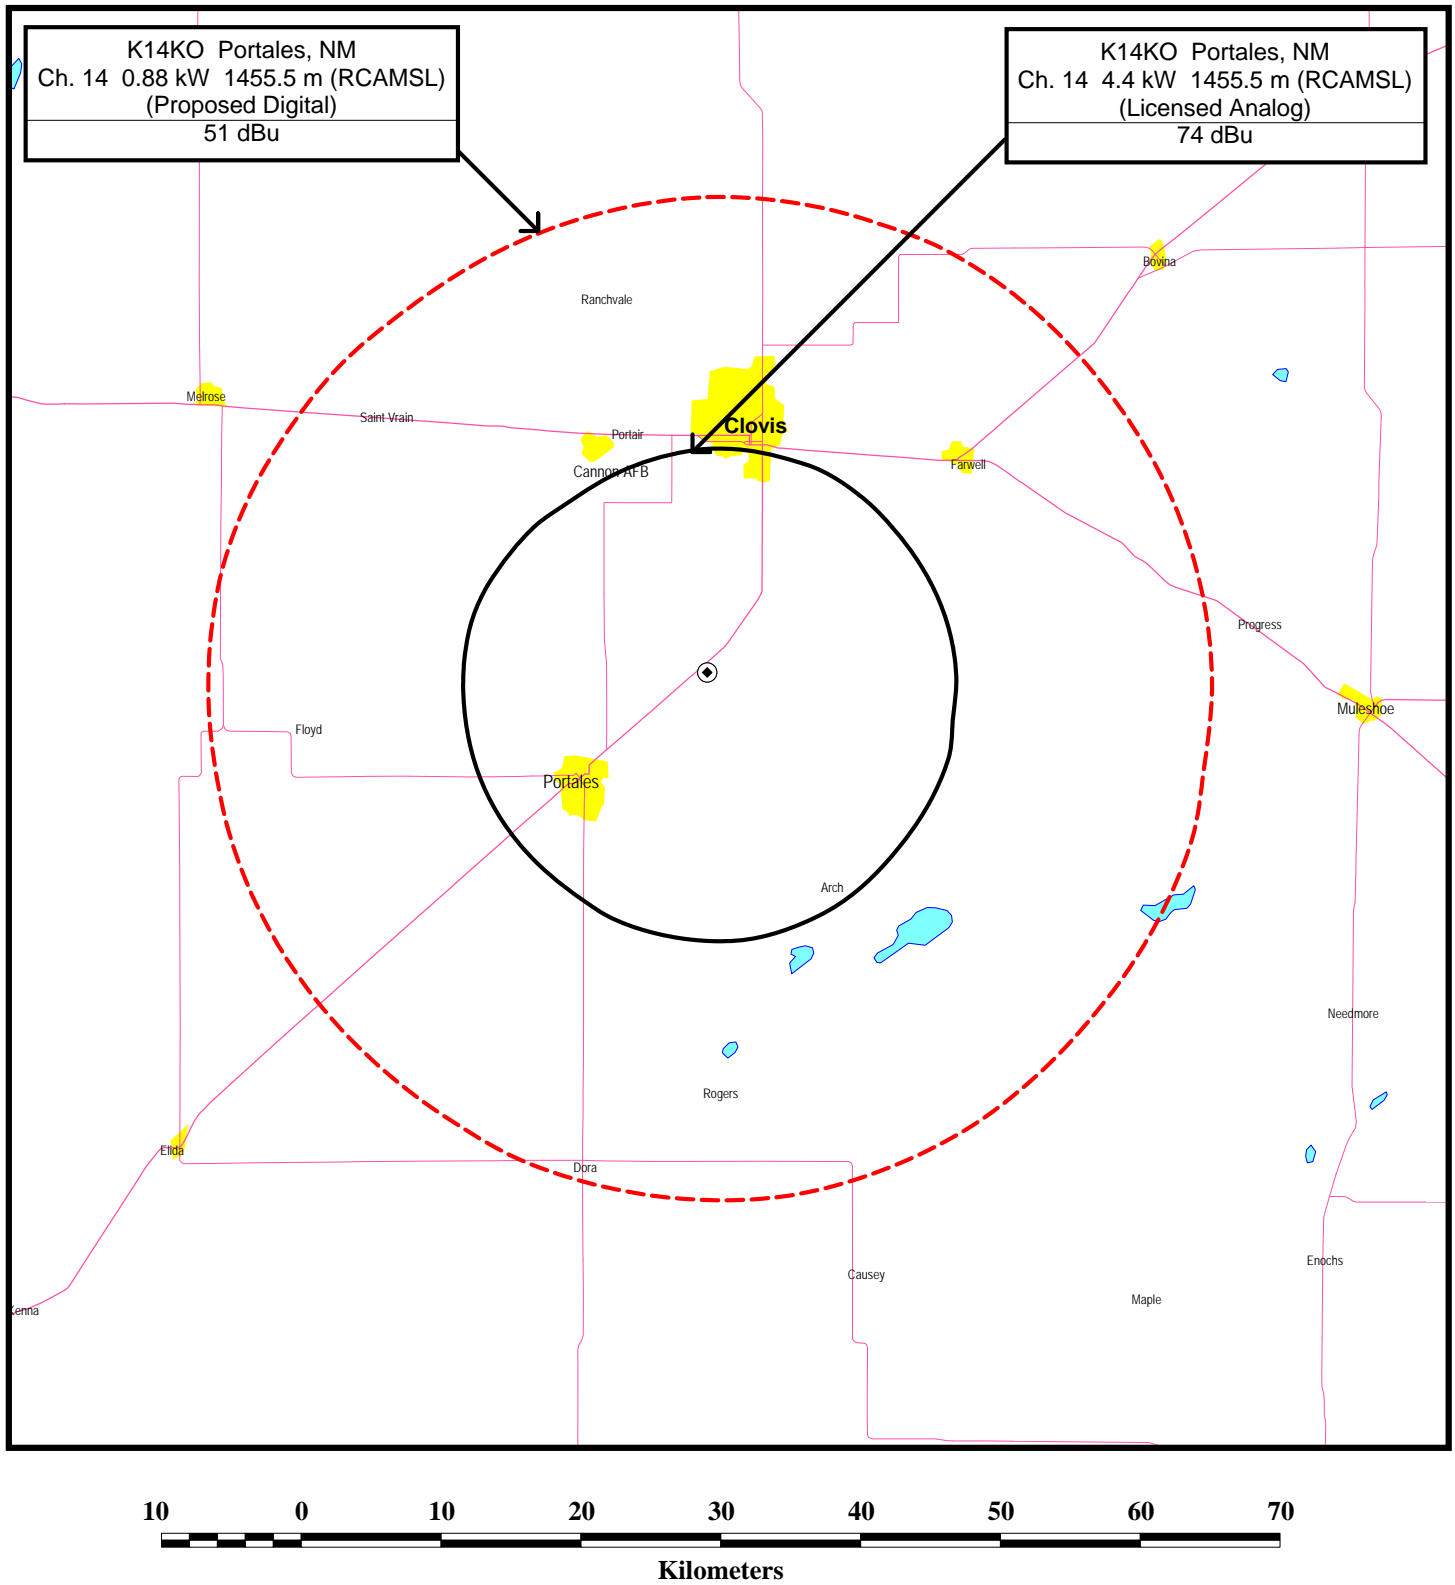 K14KO Portales, NM
Ch. 14 0.88 kW 1455.5 m (RCAMSL)
(Proposed Digital)
51 dBu
K14KO Portales, NM
Ch. 14 4.4 kW 1455.5 m (RCAMSL)
(Licensed Analog)
74 dBu
Bovina
Ranchvale
Melrose
Saint Vrain
Portair
Clovis
Cannon AFB
Farwell
Progress
Muleshoe
Floyd
Portales
Arch
Needmore
Rogers
Elida
Dora
Enochs
Causey
Maple
Kenna
10 0 10 20 30 40 50 60 70
Kilometers